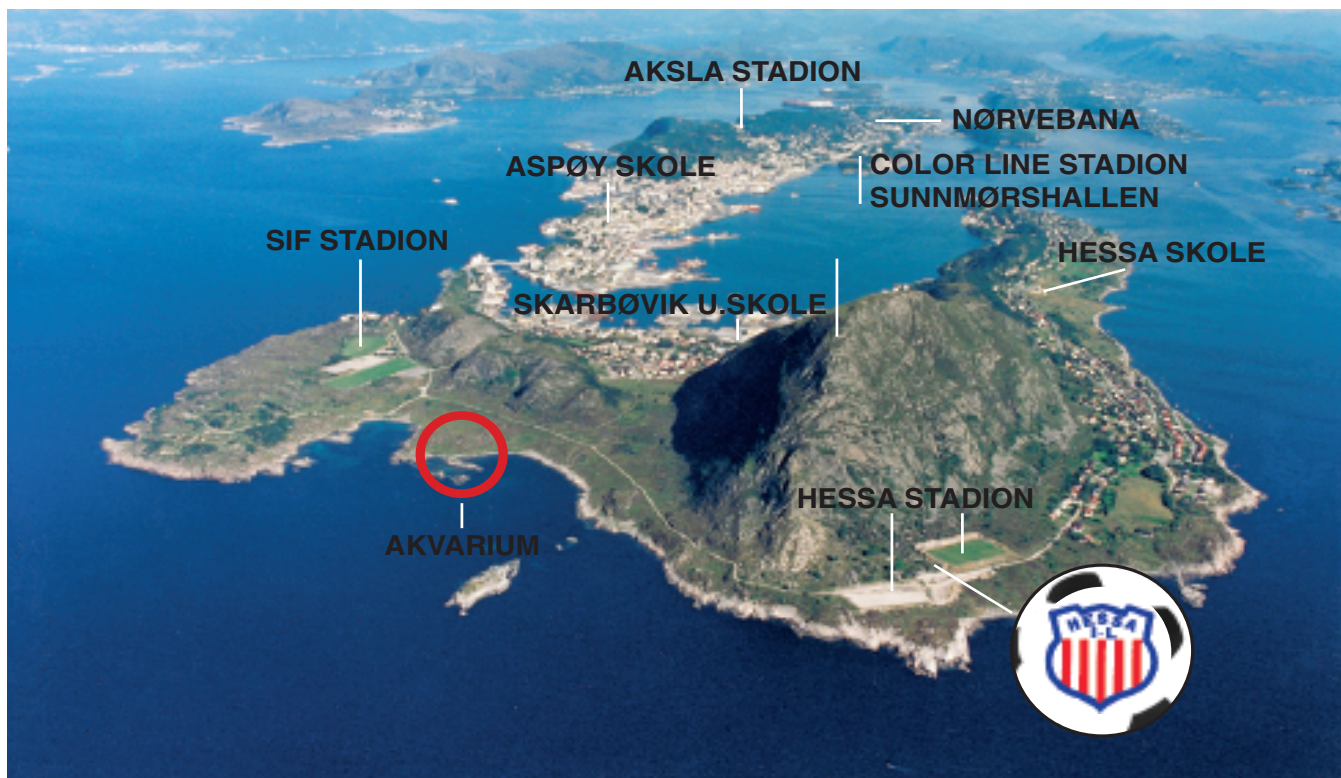 AKSLA STADION
NØRVEBANA
ASPØY SKOLE
COLOR LINE STADION
SUNNMØRSHALLEN
SIF STADION
HESSA SKOLE
SKARBØVIK U.SKOLE
HESSA STADION
AKVARIUM
HESSA
I-L